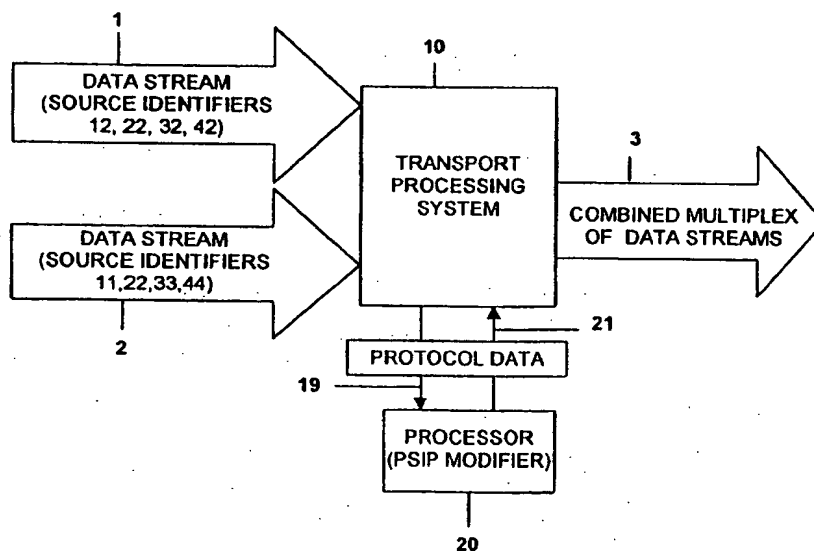 1
DATA STREAM
(SOURCE IDENTIFIERS
12, 22, 32, 42)
10
TRANSPORT
PROCESSING
SYSTEM
3
COMBINED MULTIPLEX
OF DATA STREAMS
DATA STREAM
(SOURCE IDENTIFIERS
11,22,33,44)
2
21
PROTOCOL DATA
19
PROCESSOR
(PSIP MODIFIER)
20